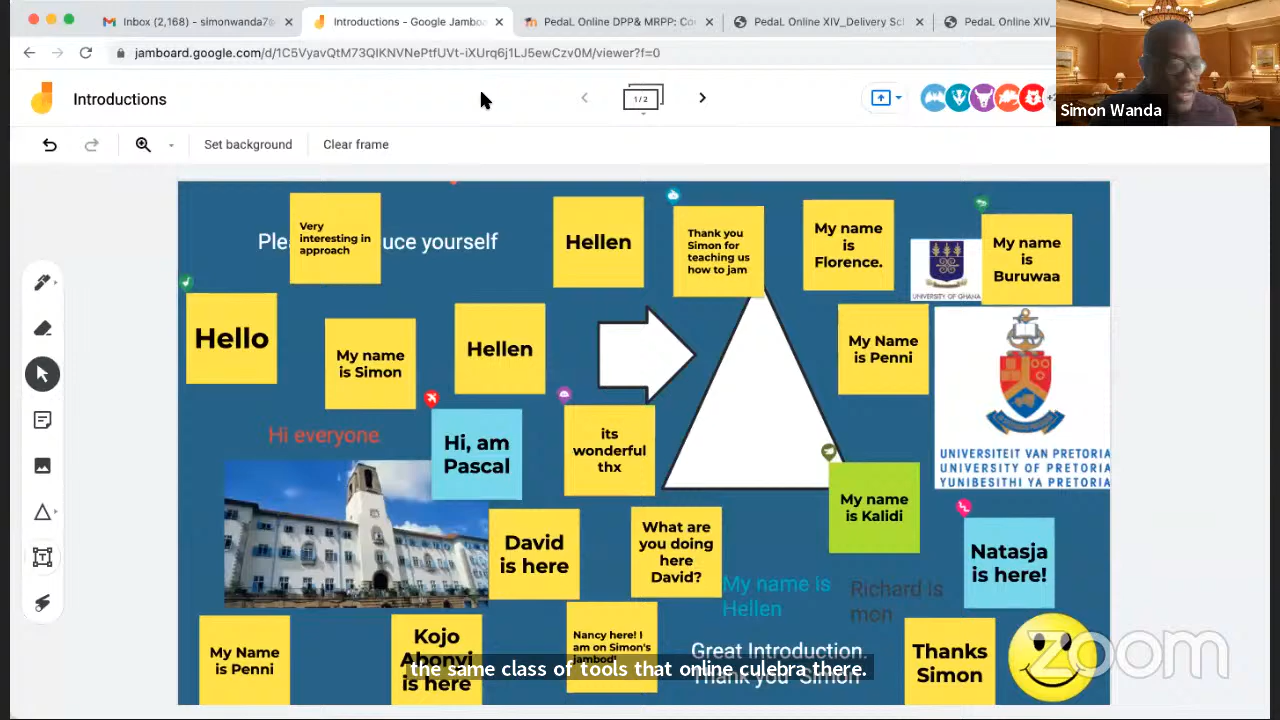 Inbox (2,168) - simonwanda7@
Introductions - Google Jamboa
PedaL Online DPP& MRPP: Co
PedaL Online XIV_Delivery Sc
PedaL Online XIV_
jamboard.google.com/d/1C5VyavQtM73QIKNVNePtfUVt-iXUrq6j1LJ5ewCzv0M/viewer?f=0
Introductions
1/2
Simon Wanda
Set background
Clear frame
Very
interesting in
approach
uce yourself
Hellen
Thank you
Simon for
teaching us
how to jam
My name
is
Florence.
UNIVERSITY OF GHANA
My name
is
Buruwaa
Hello
My name
is Simon
Hellen
My Name
is Penni
Hi everyone
Hi, am
Pascal
its
wonderful
thx
UNIVERSITEIT VAN PRETORIA
UNIVERSITY OF PRETORIA
YUNIBESITHI YA PRETORIA
My name
is Kalidi
David
is here
What are
you doing
here
David?
Natasja
is here!
My name is
Hellen
Richard is
mon
My Name
is Penni
Kojo
is here
Nancy here! I
am on Simon's
Great Introduction.
Thank you Simon
Thanks
Simon
the same class of tools that online culebra there.
zoom